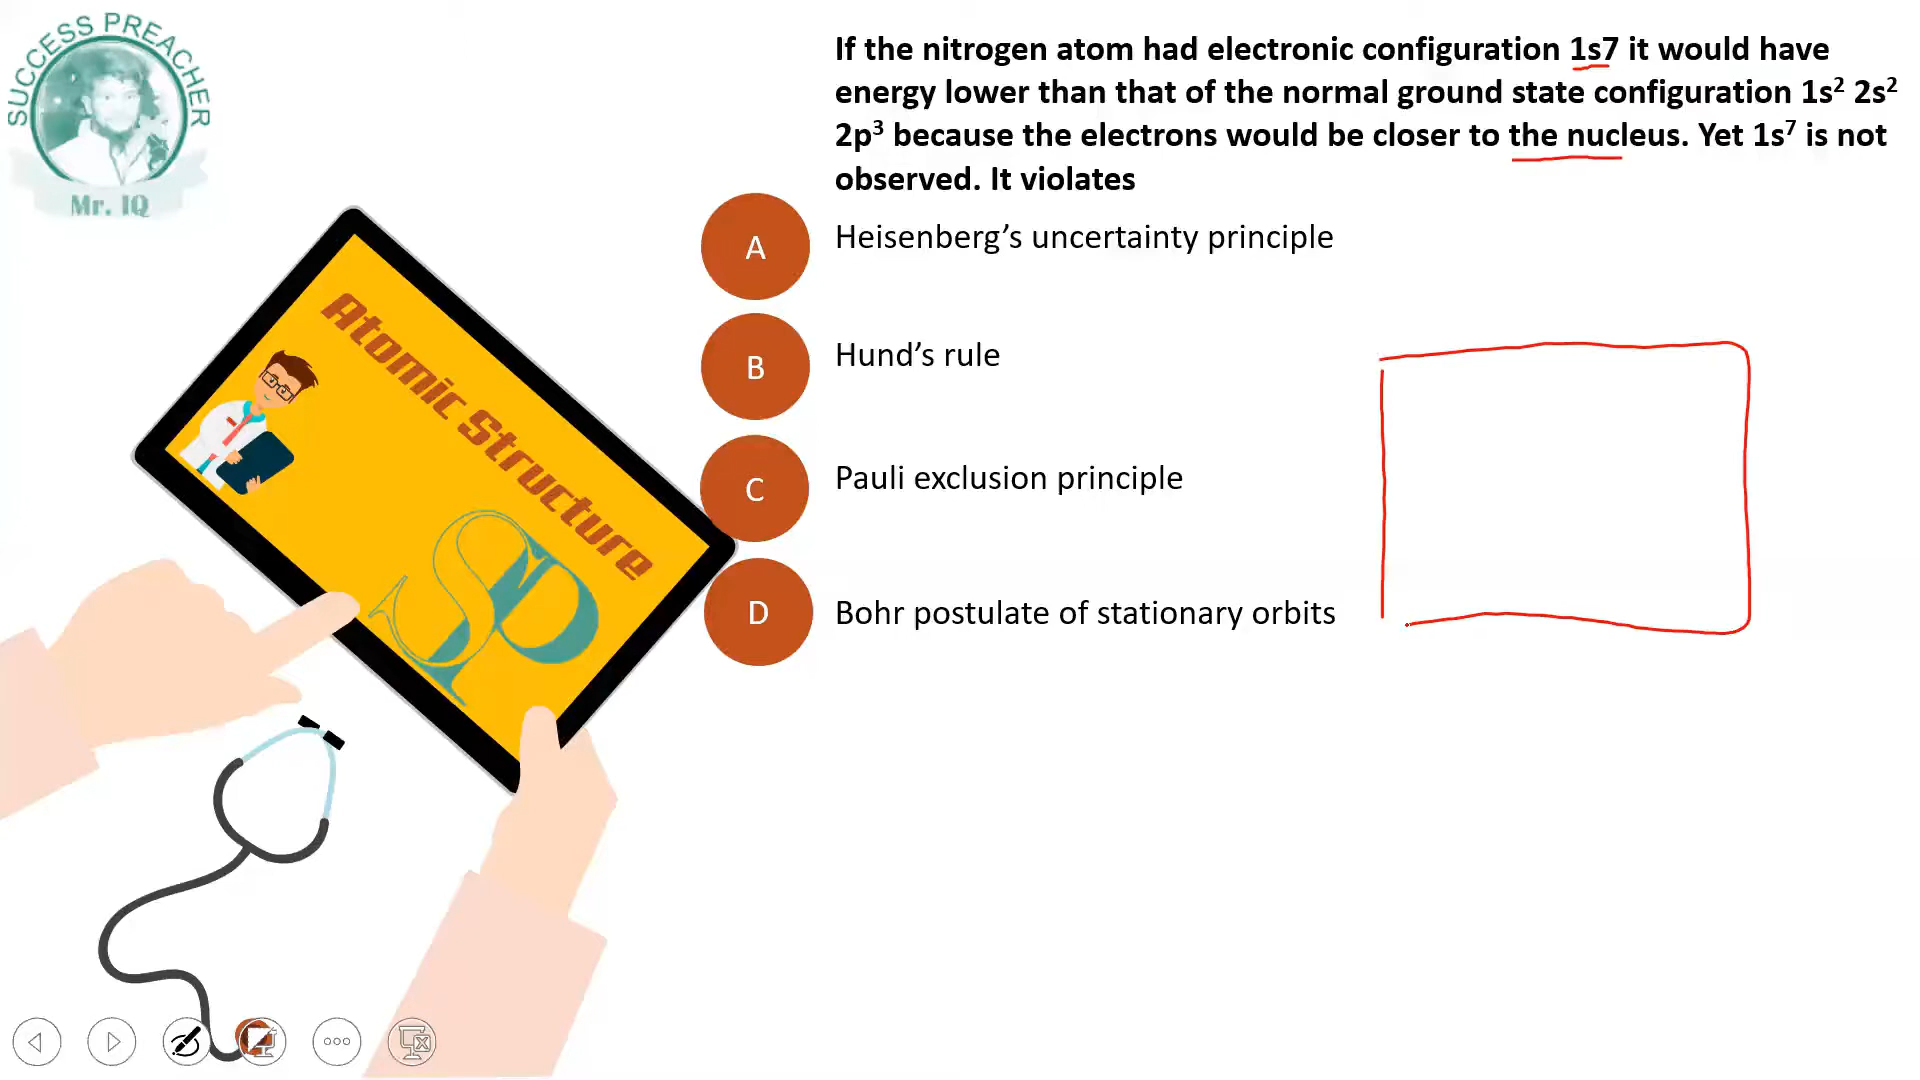 SUCCESS PREACHER
Mr. IQ
If the nitrogen atom had electronic configuration 1s7 it would have
energy lower than that of the normal ground state configuration 1s² 2s²
2p³ because the electrons would be closer to the nucleus. Yet 1s⁷ is not
observed. It violates
A Heisenberg’s uncertainty principle
B Hund’s rule
C Pauli exclusion principle
D Bohr postulate of stationary orbits
Atomic Structure
SP